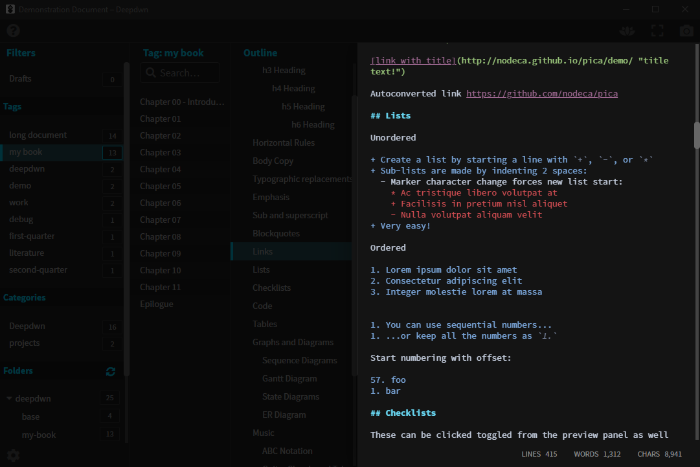 Demonstration Document - Deepdwn
Filters
Drafts 0
Tags
long document 14
my book 13
deepdwn 7
demo 3
work 2
debug 1
first-quarter 1
literature 1
second-quarter 1
Categories
Deepdwn 16
projects 2
Folders
deepdwn 25
base 4
my-book 13
Tag: my book
Search...
Chapter 00 - Introdu...
Chapter 01
Chapter 02
Chapter 03
Chapter 04
Chapter 05
Chapter 06
Chapter 07
Chapter 08
Chapter 09
Chapter 10
Chapter 11
Epilogue
Outline
h3 Heading
h4 Heading
h5 Heading
h6 Heading
Horizontal Rules
Body Copy
Typographic replacements
Emphasis
Sub and superscript
Blockquotes
Links
Lists
Checklists
Code
Tables
Graphs and Diagrams
Sequence Diagrams
Gantt Diagram
State Diagrams
ER Diagram
Music
ABC Notation
[link with title](http://nodeca.github.io/pica/demo/ "title
text!")
Autoconverted link https://github.com/nodeca/pica
## Lists
Unordered
+ Create a list by starting a line with `+`, `-`, or `*`
+ Sub-lists are made by indenting 2 spaces:
- Marker character change forces new list start:
* Ac tristique libero volutpat at
+ Facilisis in pretium nisl aliquet
- Nulla volutpat aliquam velit
+ Very easy!
Ordered
1. Lorem ipsum dolor sit amet
2. Consectetur adipiscing elit
3. Integer molestie lorem at massa
1. You can use sequential numbers...
1. ...or keep all the numbers as `1.`
Start numbering with offset:
57. foo
1. bar
## Checklists
These can be clicked toggled from the preview panel as well
LINES 415 WORDS 1,312 CHARS 8,941